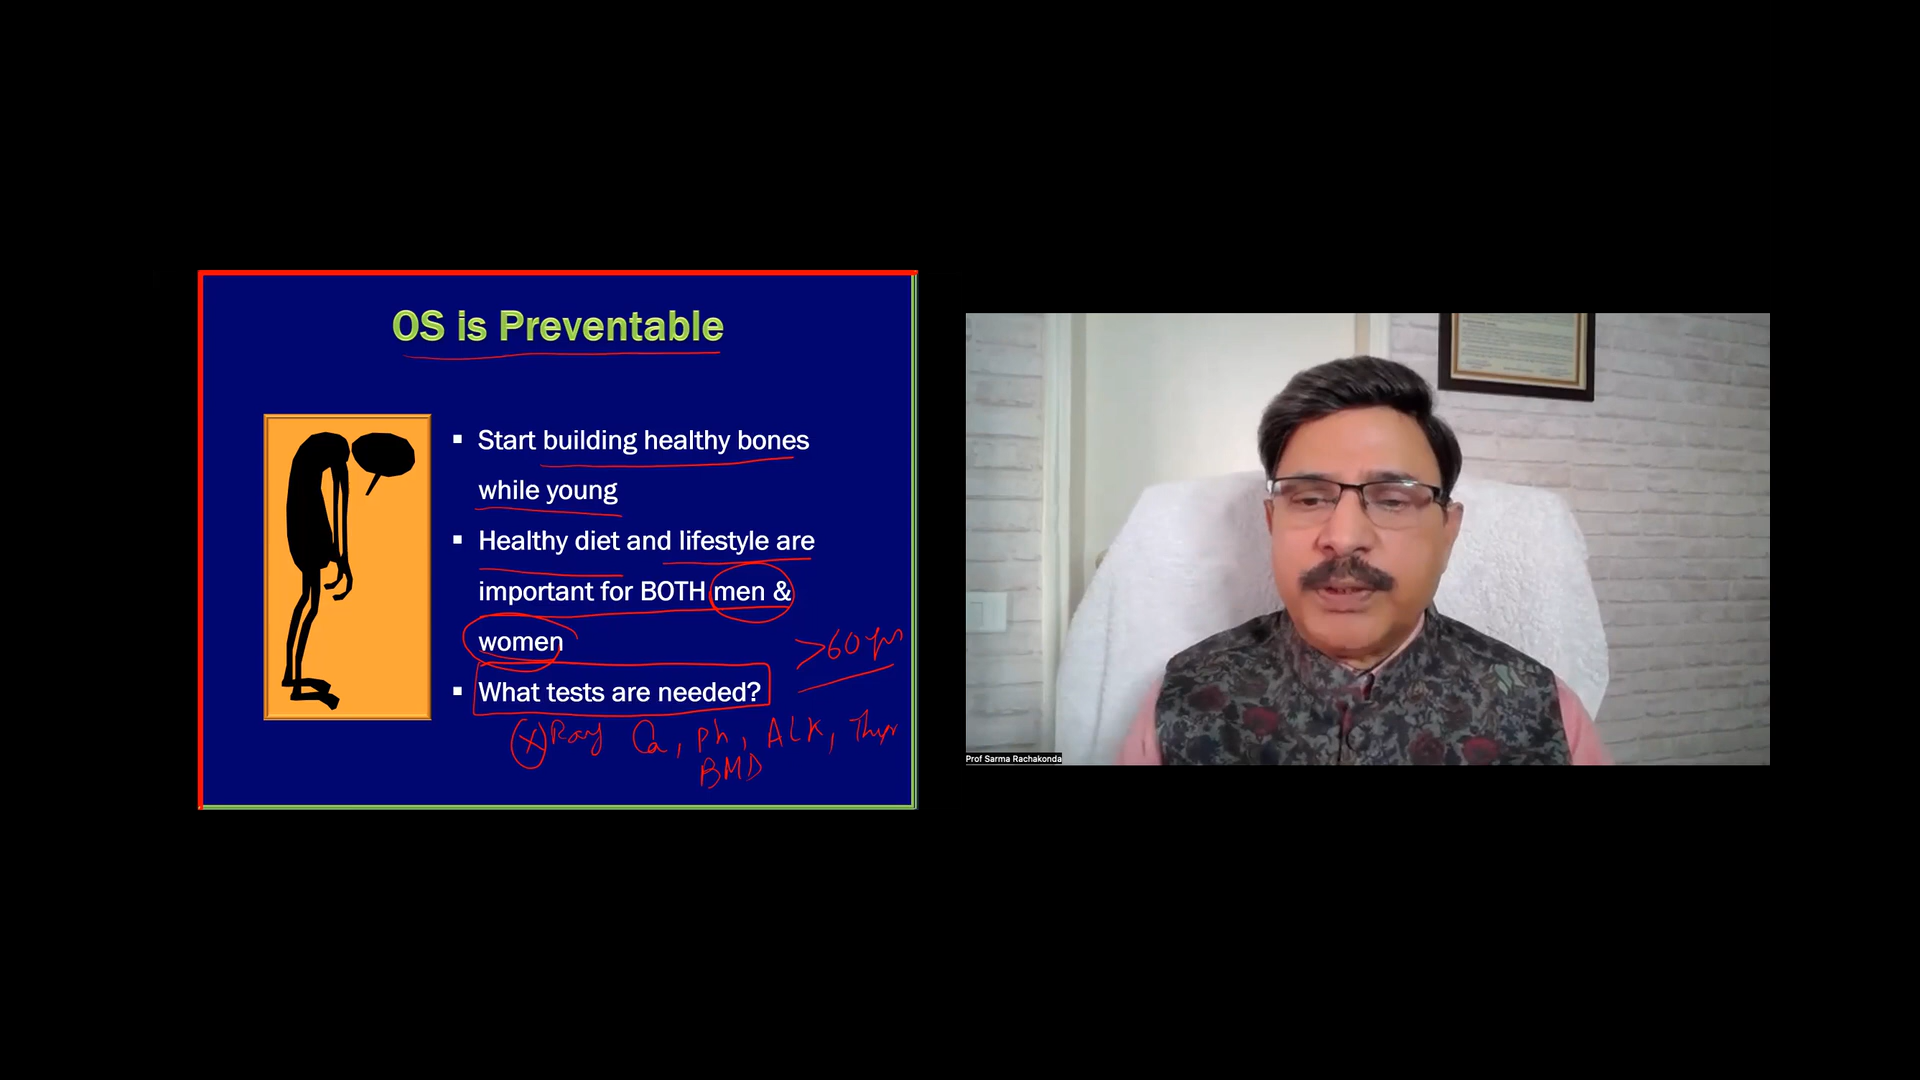 OS is Preventable
▪ Start building healthy bones
while young
▪ Healthy diet and lifestyle are
important for BOTH men &
women
>60 yrs
▪ What tests are needed?
X Ray Ca, Ph, ALK,
BMD
Prof Sarma Rachakonda